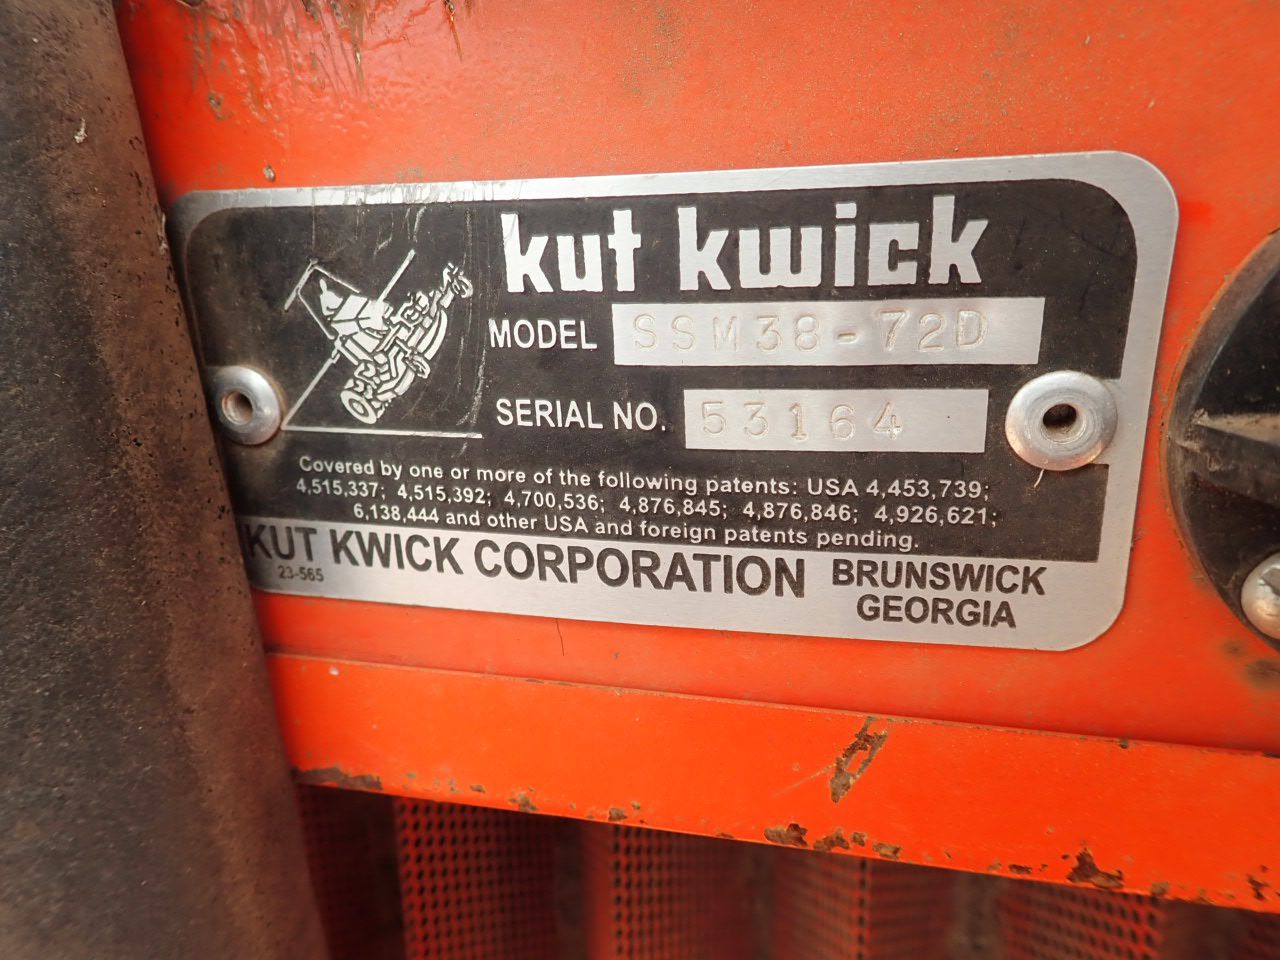 kut kwick
MODEL SSM38-72D
SERIAL NO. 53164
Covered by one or more of the following patents: USA 4,453,739;
4,515,337; 4,515,392; 4,700,536; 4,876,845; 4,876,846; 4,926,621;
6,138,444 and other USA and foreign patents pending.
KUT KWICK CORPORATION BRUNSWICK
GEORGIA
23-565